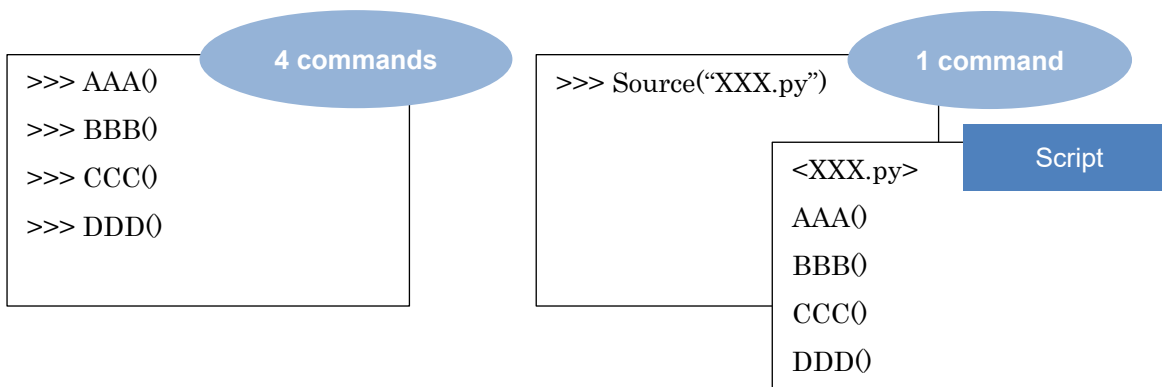 4 commands
>>> AAA()
>>> BBB()
>>> CCC()
>>> DDD()
1 command
>>> Source(“XXX.py”)
Script
<XXX.py>
AAA()
BBB()
CCC()
DDD()